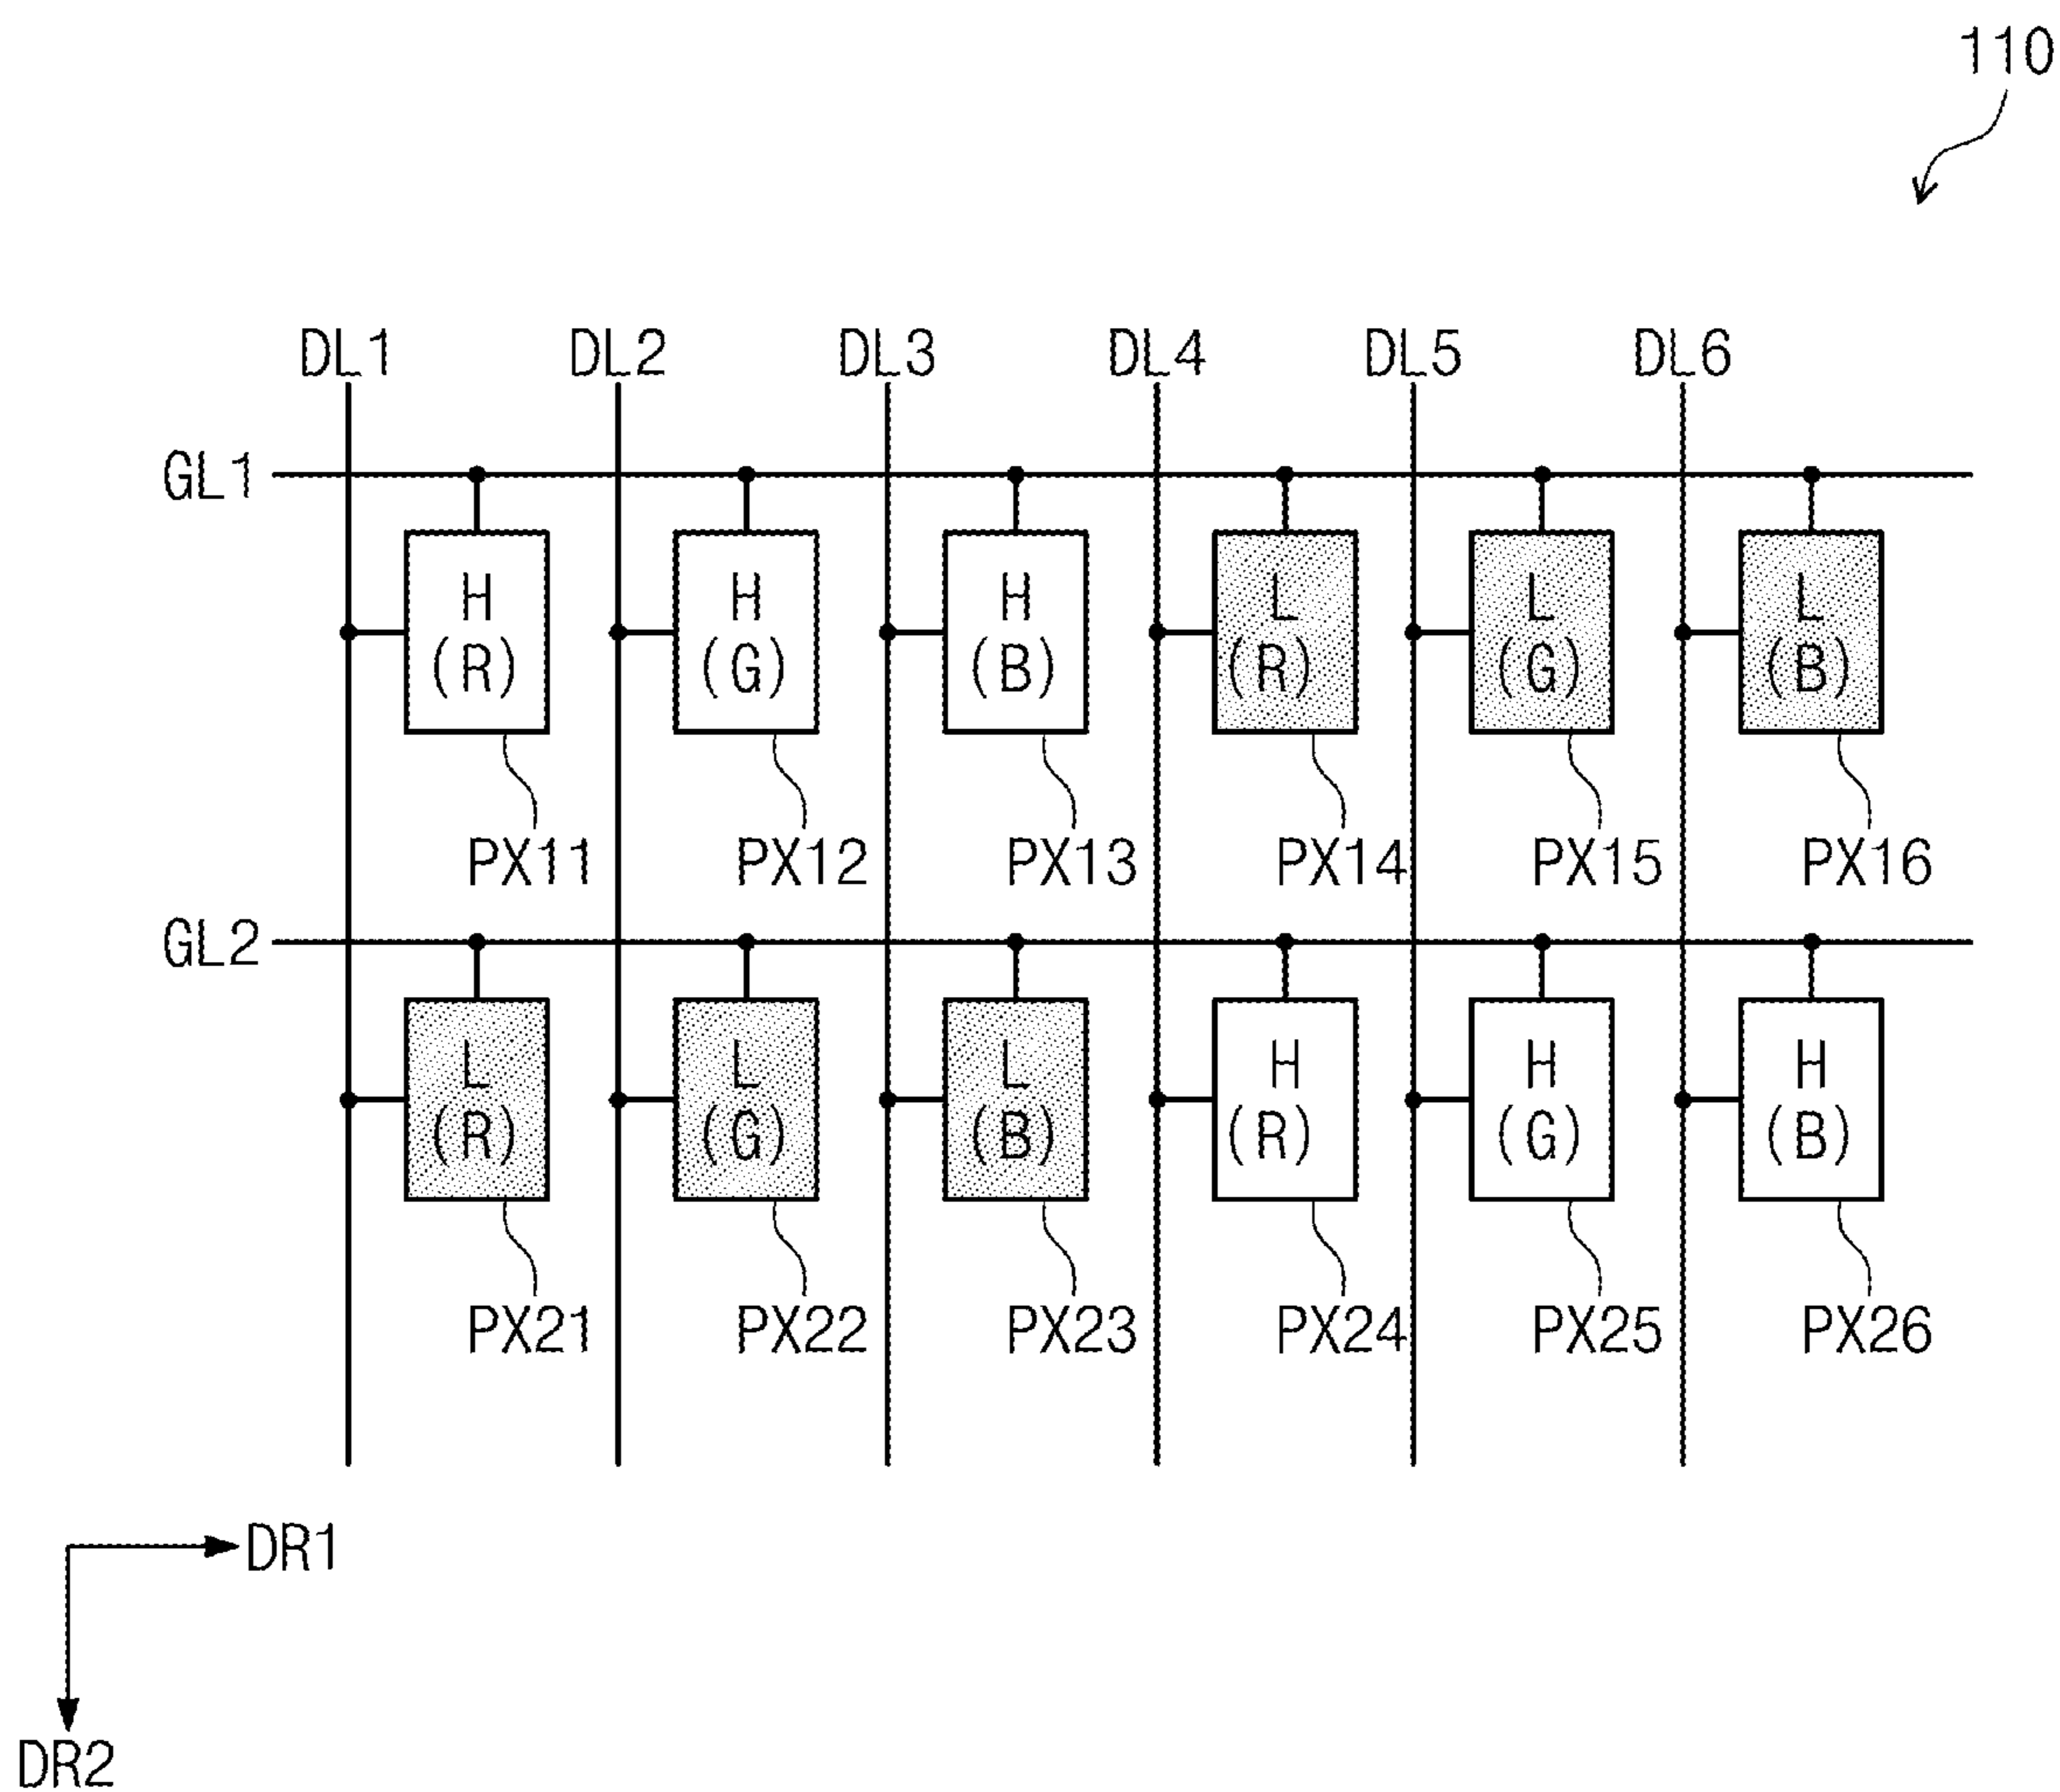 110
DL1 DL2 DL3 DL4 DL5 DL6
GL1
H H H L L L
(R) (G) (B) (R) (G) (B)
PX11 PX12 PX13 PX14 PX15 PX16
GL2
L L L H H H
(R) (G) (B) (R) (G) (B)
PX21 PX22 PX23 PX24 PX25 PX26
DR1
DR2